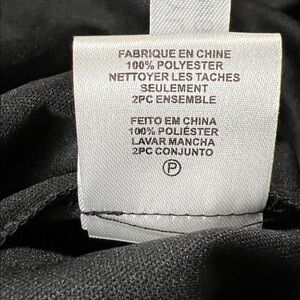 FABRIQUE EN CHINE
100% POLYESTER
NETTOYER LES TACHES
SEULEMENT
2PC ENSEMBLE
FEITO EM CHINA
100% POLIÉSTER
LAVAR MANCHA
2PC CONJUNTO
P